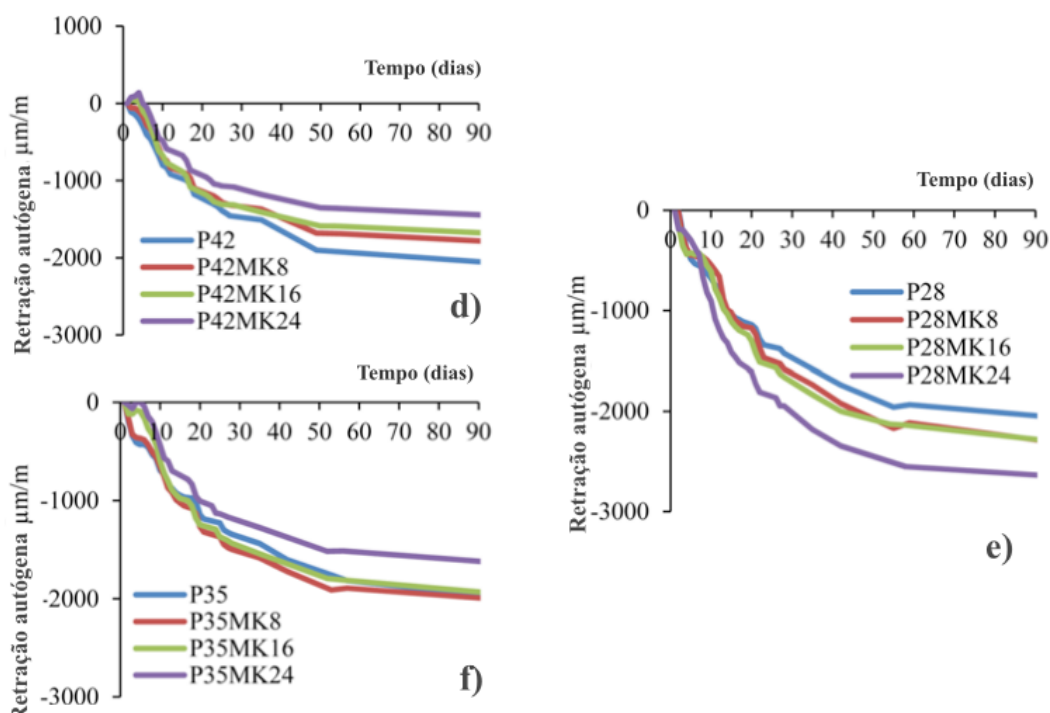 1000
Tempo (dias)
0
0 10 20 30 40 50 60 70 80 90
-1000
-2000
-3000
Retração autógena µm/m
P42
P42MK8
P42MK16
P42MK24
d)
Tempo (dias)
0
0 10 20 30 40 50 60 70 80 90
-1000
-2000
-3000
Retração autógena µm/m
P35
P35MK8
P35MK16
P35MK24
f)
Tempo (dias)
0
0 10 20 30 40 50 60 70 80 90
-1000
-2000
-3000
Retração autógena µm/m
P28
P28MK8
P28MK16
P28MK24
e)